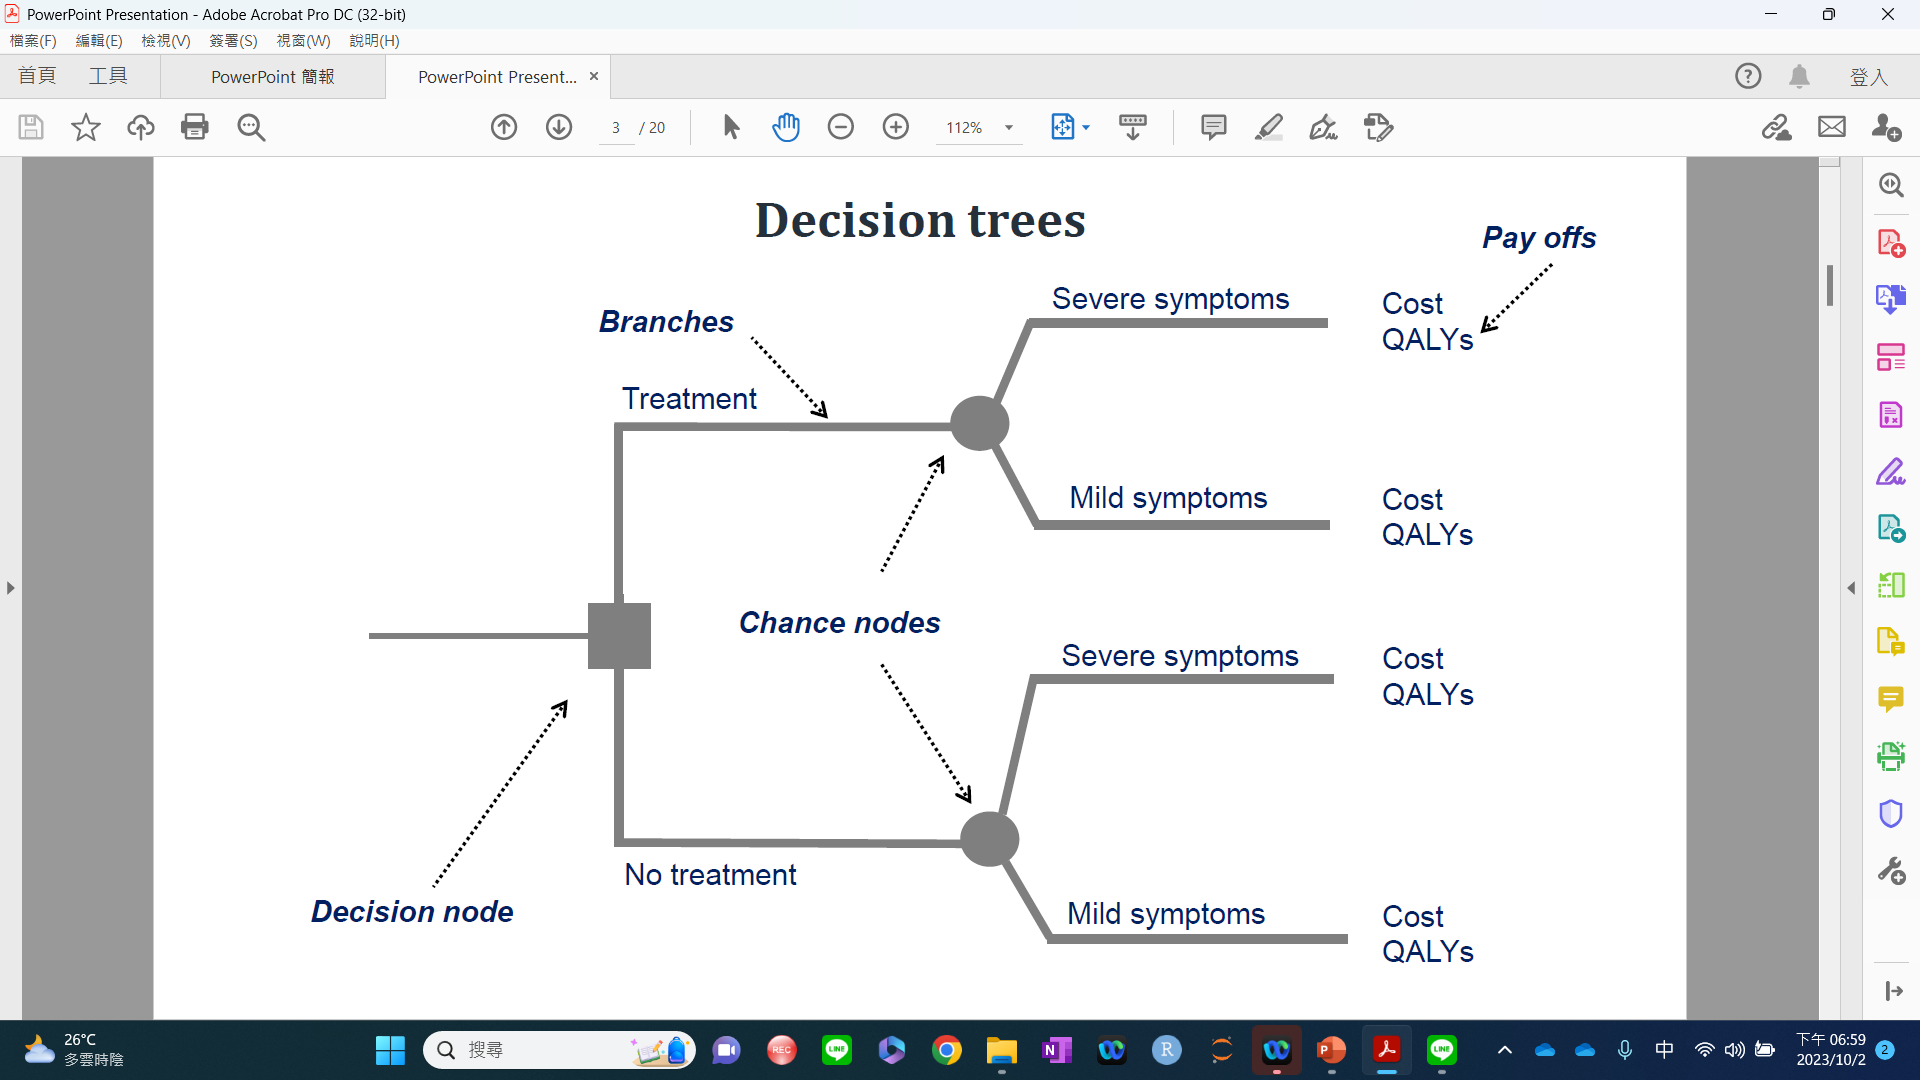 PowerPoint Presentation - Adobe Acrobat Pro DC (32-bit)
檔案(F) 編輯(E) 檢視(V) 簽署(S) 視窗(W) 說明(H)
首頁 工具 PowerPoint 簡報 PowerPoint Present... 登入
3 / 20 112%
Decision trees
Pay offs
Severe symptoms
Cost
QALYs
Branches
Treatment
Mild symptoms
Cost
QALYs
Chance nodes
Severe symptoms
Cost
QALYs
No treatment
Decision node
Mild symptoms
Cost
QALYs
26°C
多雲時陰
搜尋
REC
LINE
N
R
P
LINE
中
下午 06:59
2023/10/2
2